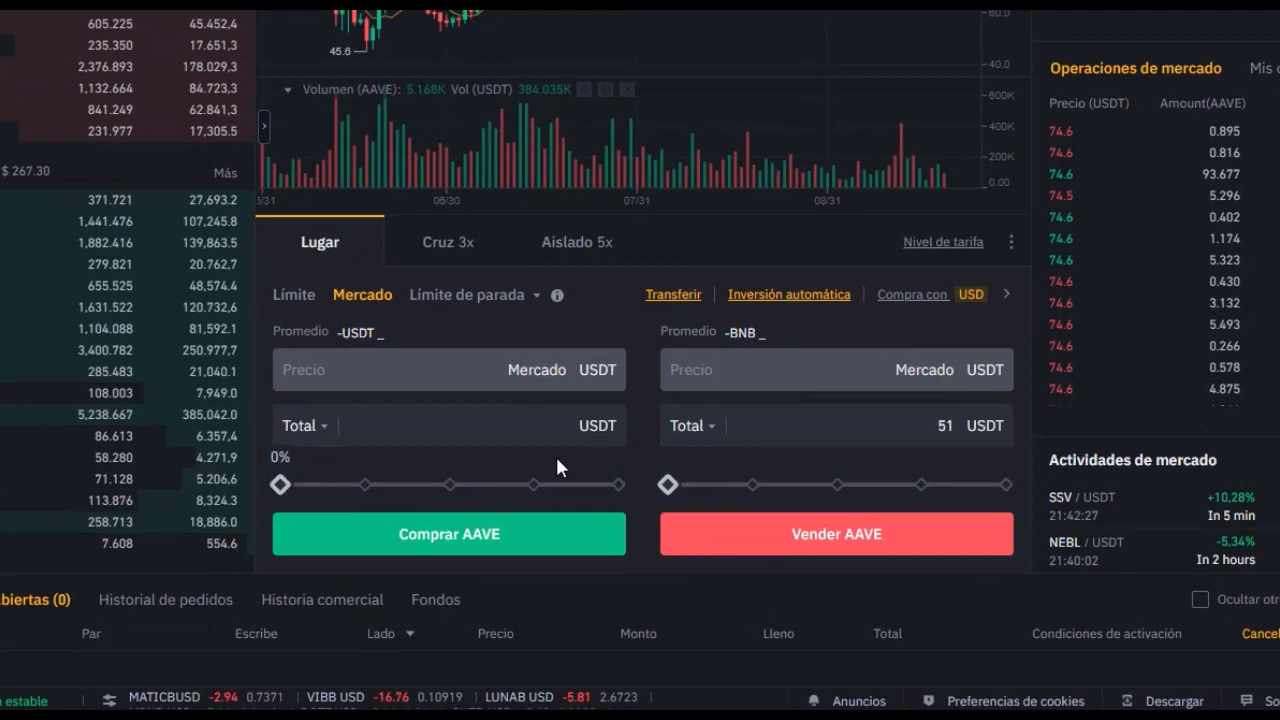 605.225 45.452,4
235.350 17.651,3
2,376.893 178.029,3
1,132.664 84.723,3
841.249 62.841,3
231.977 17,305.5
$ 267.30 Más
371.721 27,693.2
1,441.476 107,245.8
1,882.416 139,863.5
279.821 20.762,7
655.525 48,574.4
1,631.522 120.732,6
1,104.088 81,592.1
3,400.782 250.977,7
285.483 21,040.1
108.003 7,949.0
5,238.667 385,042.0
86.613 6.357,4
58.280 4.271,9
71.128 5.206,6
113.876 8,324.3
258.713 18,886.0
7.608 554.6
60.0
45.6
40.0
Volumen (AAVE): 5.168K Vol (USDT) 384.035K
600K
400K
200K
0.00
5/31 06/30 07/31 08/31
Lugar Cruz 3x Aislado 5x Nivel de tarifa
Límite Mercado Límite de parada Transferir Inversión automática Compra con USD
Promedio -USDT _
Precio Mercado USDT
Total USDT
0%
Comprar AAVE
Promedio -BNB _
Precio Mercado USDT
Total 51 USDT
Vender AAVE
Operaciones de mercado Mis
Precio (USDT) Amount(AAVE)
74.6 0.895
74.6 0.816
74.6 93.677
74.5 5.296
74.6 0.402
74.6 1.174
74.6 5.323
74.6 0.430
74.6 3.132
74.6 5.493
74.6 0.266
74.6 0.578
74.6 4.875
Actividades de mercado
SSV / USDT +10,28%
21:42:27 In 5 min
NEBL / USDT -5,34%
21:40:02 In 2 hours
biertas (0) Historial de pedidos Historia comercial Fondos Ocultar otr
Par Escribe Lado Precio Monto Lleno Total Condiciones de activación Cancel
n estable MATICBUSD -2.94 0.7371 VIBB USD -16.76 0.10919 LUNAB USD -5.81 2.6723 Anuncios Preferencias de cookies Descargar So